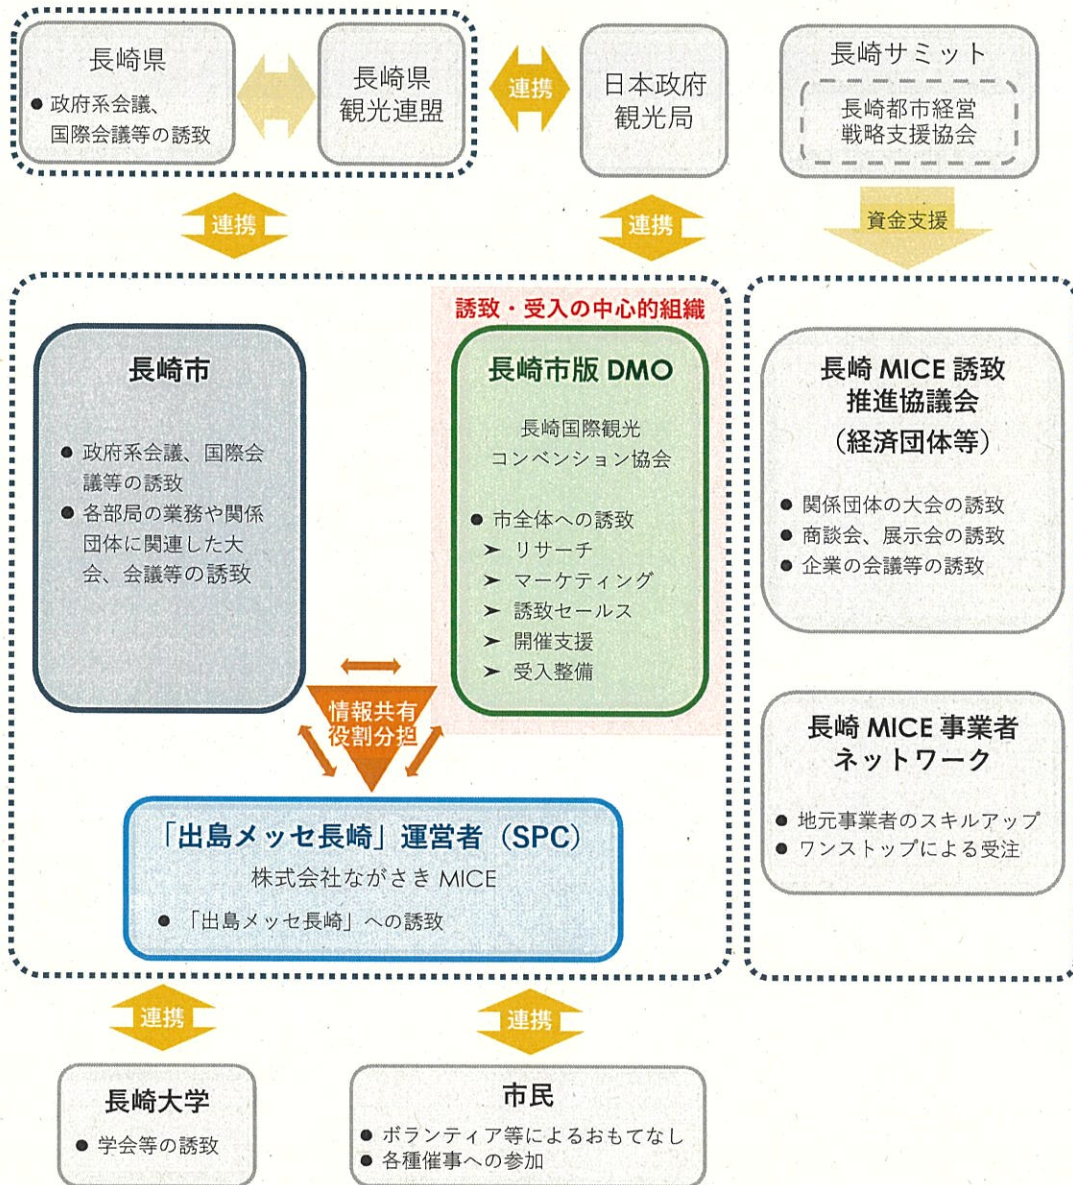 長崎県
● 政府系会議、
国際会議等の誘致
長崎県
観光連盟
連携
日本政府
観光局
長崎サミット
長崎都市経営
戦略支援協会
連携
連携
資金支援
長崎市
● 政府系会議、国際会
議等の誘致
● 各部局の業務や関係
団体に関連した大
会、会議等の誘致
誘致・受入の中心的組織
長崎市版 DMO
長崎国際観光
コンベンション協会
● 市全体への誘致
➤ リサーチ
➤ マーケティング
➤ 誘致セールス
➤ 開催支援
➤ 受入整備
情報共有
役割分担
「出島メッセ長崎」運営者（SPC）
株式会社ながさき MICE
● 「出島メッセ長崎」への誘致
長崎 MICE 誘致
推進協議会
（経済団体等）
● 関係団体の大会の誘致
● 商談会、展示会の誘致
● 企業の会議等の誘致
長崎 MICE 事業者
ネットワーク
● 地元事業者のスキルアップ
● ワンストップによる受注
連携
連携
長崎大学
● 学会等の誘致
市民
● ボランティア等によるおもてなし
● 各種催事への参加